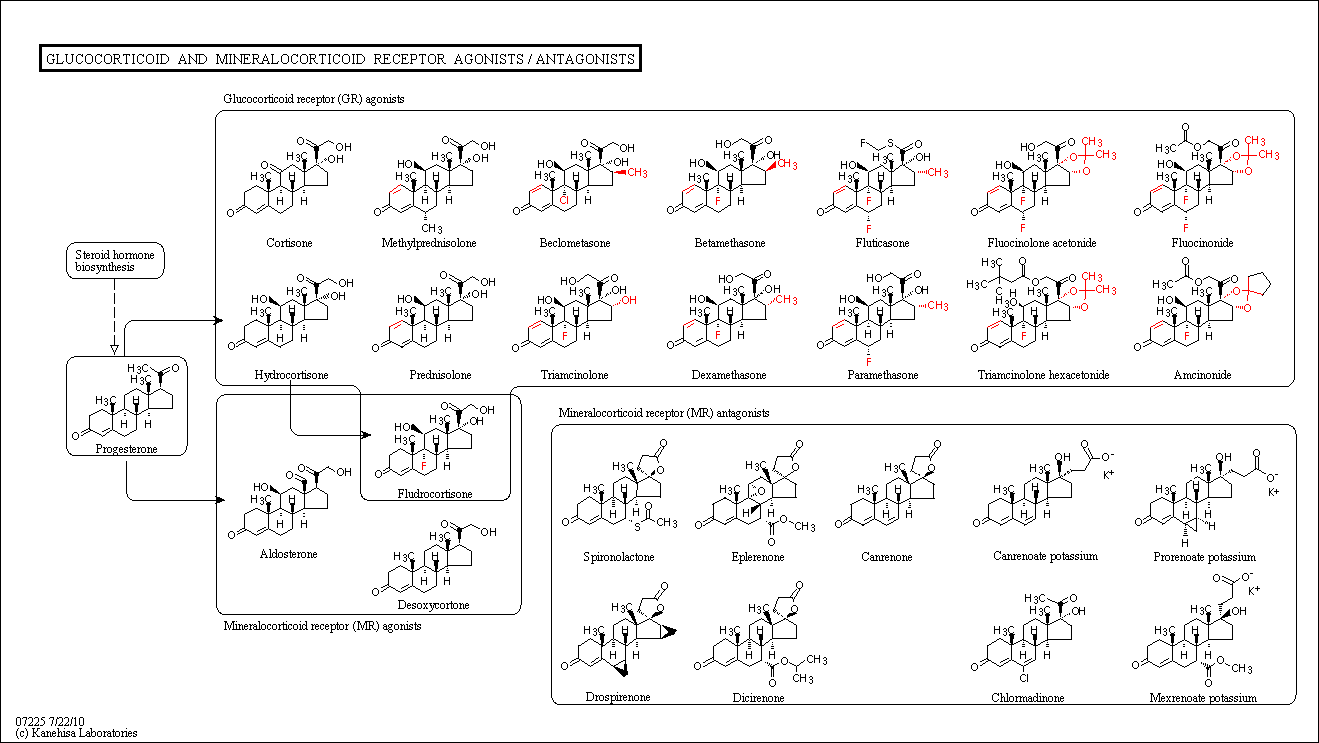 GLUCOCORTICOID AND MINERALOCORTICOID RECEPTOR AGONISTS / ANTAGONISTS
Glucocorticoid receptor (GR) agonists
Cortisone
Methylprednisolone
Beclometasone
Betamethasone
Fluticasone
Fluocinolone acetonide
Fluocinonide
Steroid hormone
biosynthesis
Hydrocortisone
Prednisolone
Triamcinolone
Dexamethasone
Paramethasone
Triamcinolone hexacetonide
Amcinonide
Progesterone
Fludrocortisone
Aldosterone
Desoxycortone
Mineralocorticoid receptor (MR) agonists
Mineralocorticoid receptor (MR) antagonists
Spironolactone
Eplerenone
Canrenone
Canrenoate potassium
Prorenoate potassium
Drospirenone
Dicirenone
Chlormadinone
Mexrenoate potassium
07225 7/22/10
(c) Kanehisa Laboratories